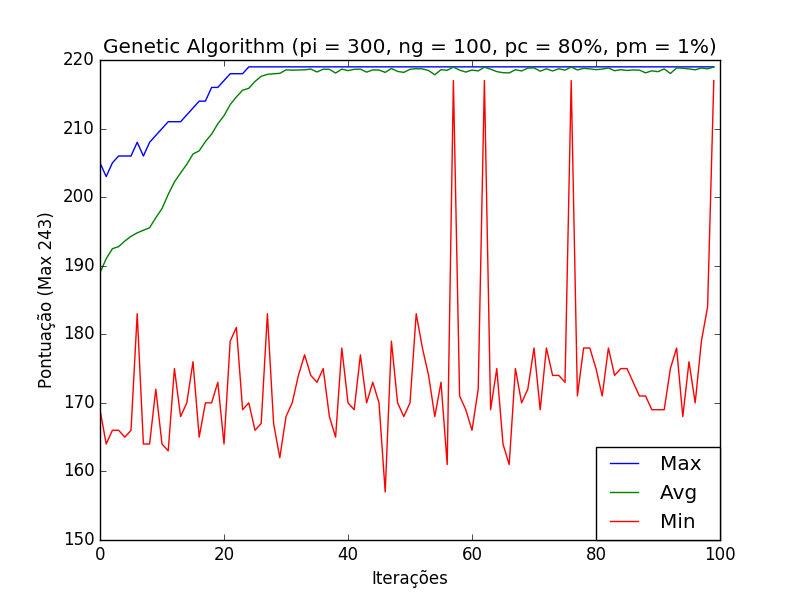 Genetic Algorithm (pi = 300, ng = 100, pc = 80%, pm = 1%)
220
210
200
190
180
170
160
150
Pontuação (Max 243)
0 20 40 60 80 100
Iterações
Max
Avg
Min